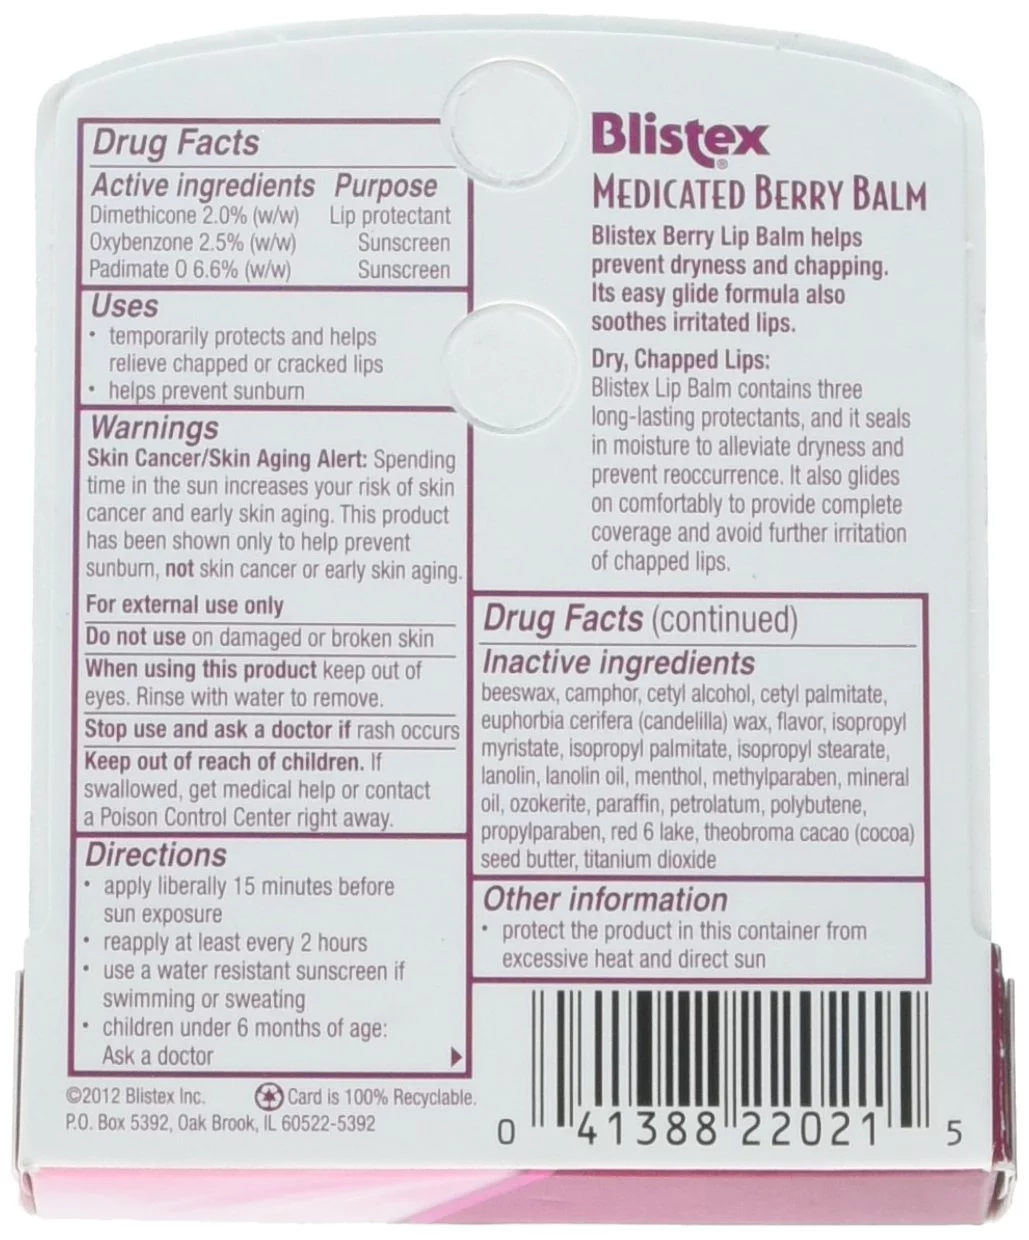 Drug Facts
Active ingredients Purpose
Dimethicone 2.0% (w/w) Lip protectant
Oxybenzone 2.5% (w/w) Sunscreen
Padimate O 6.6% (w/w) Sunscreen
Uses
• temporarily protects and helps
relieve chapped or cracked lips
• helps prevent sunburn
Warnings
Skin Cancer/Skin Aging Alert: Spending
time in the sun increases your risk of skin
cancer and early skin aging. This product
has been shown only to help prevent
sunburn, not skin cancer or early skin aging.
For external use only
Do not use on damaged or broken skin
When using this product keep out of
eyes. Rinse with water to remove.
Stop use and ask a doctor if rash occurs
Keep out of reach of children. If
swallowed, get medical help or contact
a Poison Control Center right away.
Directions
• apply liberally 15 minutes before
sun exposure
• reapply at least every 2 hours
• use a water resistant sunscreen if
swimming or sweating
• children under 6 months of age:
Ask a doctor
©2012 Blistex Inc. Card is 100% Recyclable.
P.O. Box 5392, Oak Brook, IL 60522-5392
Blistex®
MEDICATED BERRY BALM
Blistex Berry Lip Balm helps
prevent dryness and chapping.
Its easy glide formula also
soothes irritated lips.
Dry, Chapped Lips:
Blistex Lip Balm contains three
long-lasting protectants, and it seals
in moisture to alleviate dryness and
prevent reoccurrence. It also glides
on comfortably to provide complete
coverage and avoid further irritation
of chapped lips.
Drug Facts (continued)
Inactive ingredients
beeswax, camphor, cetyl alcohol, cetyl palmitate,
euphorbia cerifera (candelilla) wax, flavor, isopropyl
myristate, isopropyl palmitate, isopropyl stearate,
lanolin, lanolin oil, menthol, methylparaben, mineral
oil, ozokerite, paraffin, petrolatum, polybutene,
propylparaben, red 6 lake, theobroma cacao (cocoa)
seed butter, titanium dioxide
Other information
• protect the product in this container from
excessive heat and direct sun
0 41388 22021 5